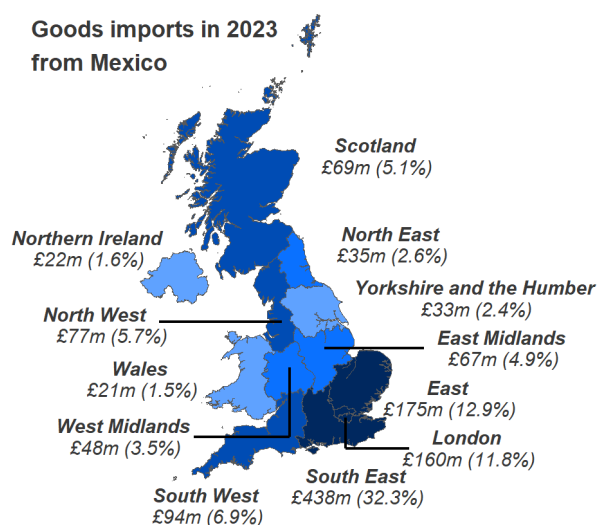 Goods imports in 2023
from Mexico
Scotland
£69m (5.1%)
Northern Ireland
£22m (1.6%)
North East
£35m (2.6%)
Yorkshire and the Humber
£33m (2.4%)
North West
£77m (5.7%)
East Midlands
£67m (4.9%)
Wales
£21m (1.5%)
East
£175m (12.9%)
West Midlands
£48m (3.5%)
London
£160m (11.8%)
South East
£438m (32.3%)
South West
£94m (6.9%)